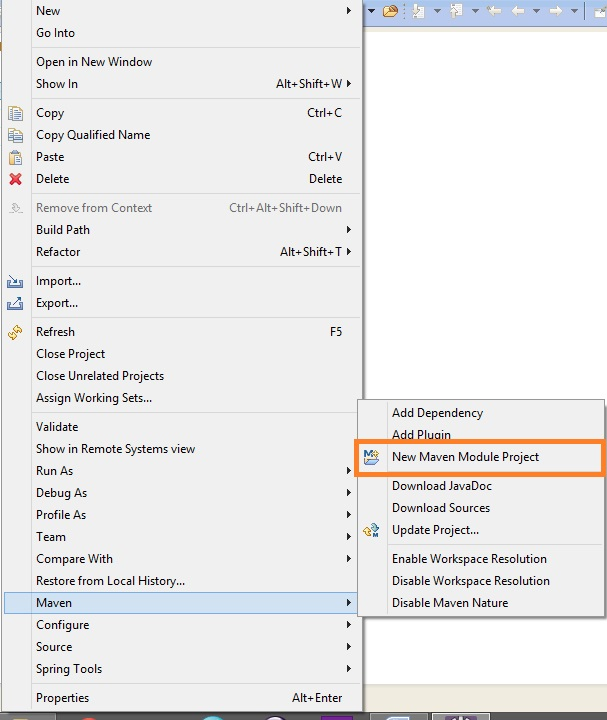 New
Go Into
Open in New Window
Show In Alt+Shift+W
Copy Ctrl+C
Copy Qualified Name
Paste Ctrl+V
Delete Delete
Remove from Context Ctrl+Alt+Shift+Down
Build Path
Refactor Alt+Shift+T
Import...
Export...
Refresh F5
Close Project
Close Unrelated Projects
Assign Working Sets...
Validate
Show in Remote Systems view
Run As
Debug As
Profile As
Team
Compare With
Restore from Local History...
Maven
Configure
Source
Spring Tools
Properties Alt+Enter
Add Dependency
Add Plugin
New Maven Module Project
Download JavaDoc
Download Sources
Update Project...
Enable Workspace Resolution
Disable Workspace Resolution
Disable Maven Nature